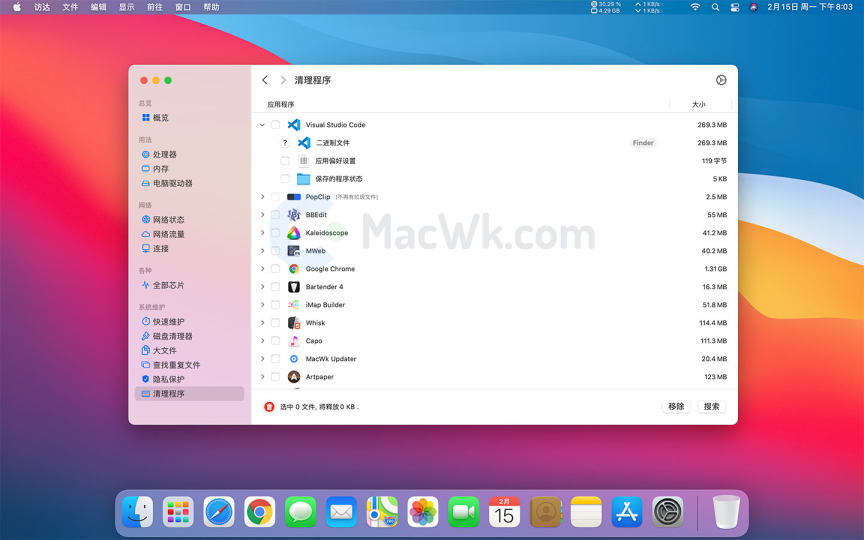 访达 文件 编辑 显示 前往 窗口 帮助 30.29 % 4.29 GB 1 KB/s 1 KB/s 2月15日 周一 下午8:03
清理程序
总览
概览
用法
处理器
内存
电脑驱动器
网络
网络状态
网络流量
连接
各种
全部芯片
系统维护
快速维护
磁盘清理器
大文件
查找重复文件
隐私保护
清理程序
应用程序 大小
Visual Studio Code 269.3 MB
? 二进制文件 Finder 269.3 MB
应用偏好设置 119 字节
保存的程序状态 5 KB
PopClip (不再有垃圾文件) 2.5 MB
BBEdit 55 MB
Kaleidoscope 41.2 MB
MWeb 40.2 MB
Google Chrome 1.31 GB
Bartender 4 16.3 MB
iMap Builder 51.8 MB
Whisk 114.4 MB
Capo 111.3 MB
MacWk Updater 20.4 MB
Artpaper 123 MB
MacWk.com
选中 0 文件, 将释放 0 KB .
移除 搜索
2月
15